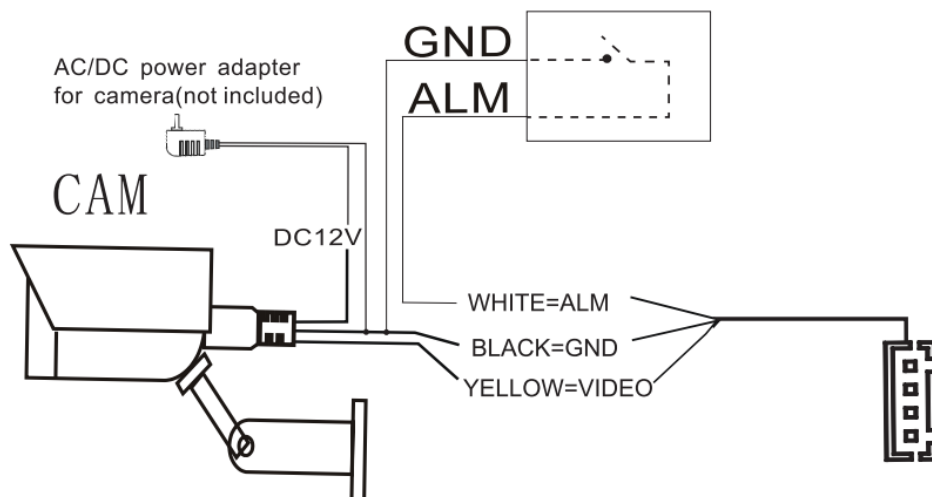 GND
AC/DC power adapter
for camera(not included)
ALM
CAM
DC12V
WHITE=ALM
BLACK=GND
YELLOW=VIDEO